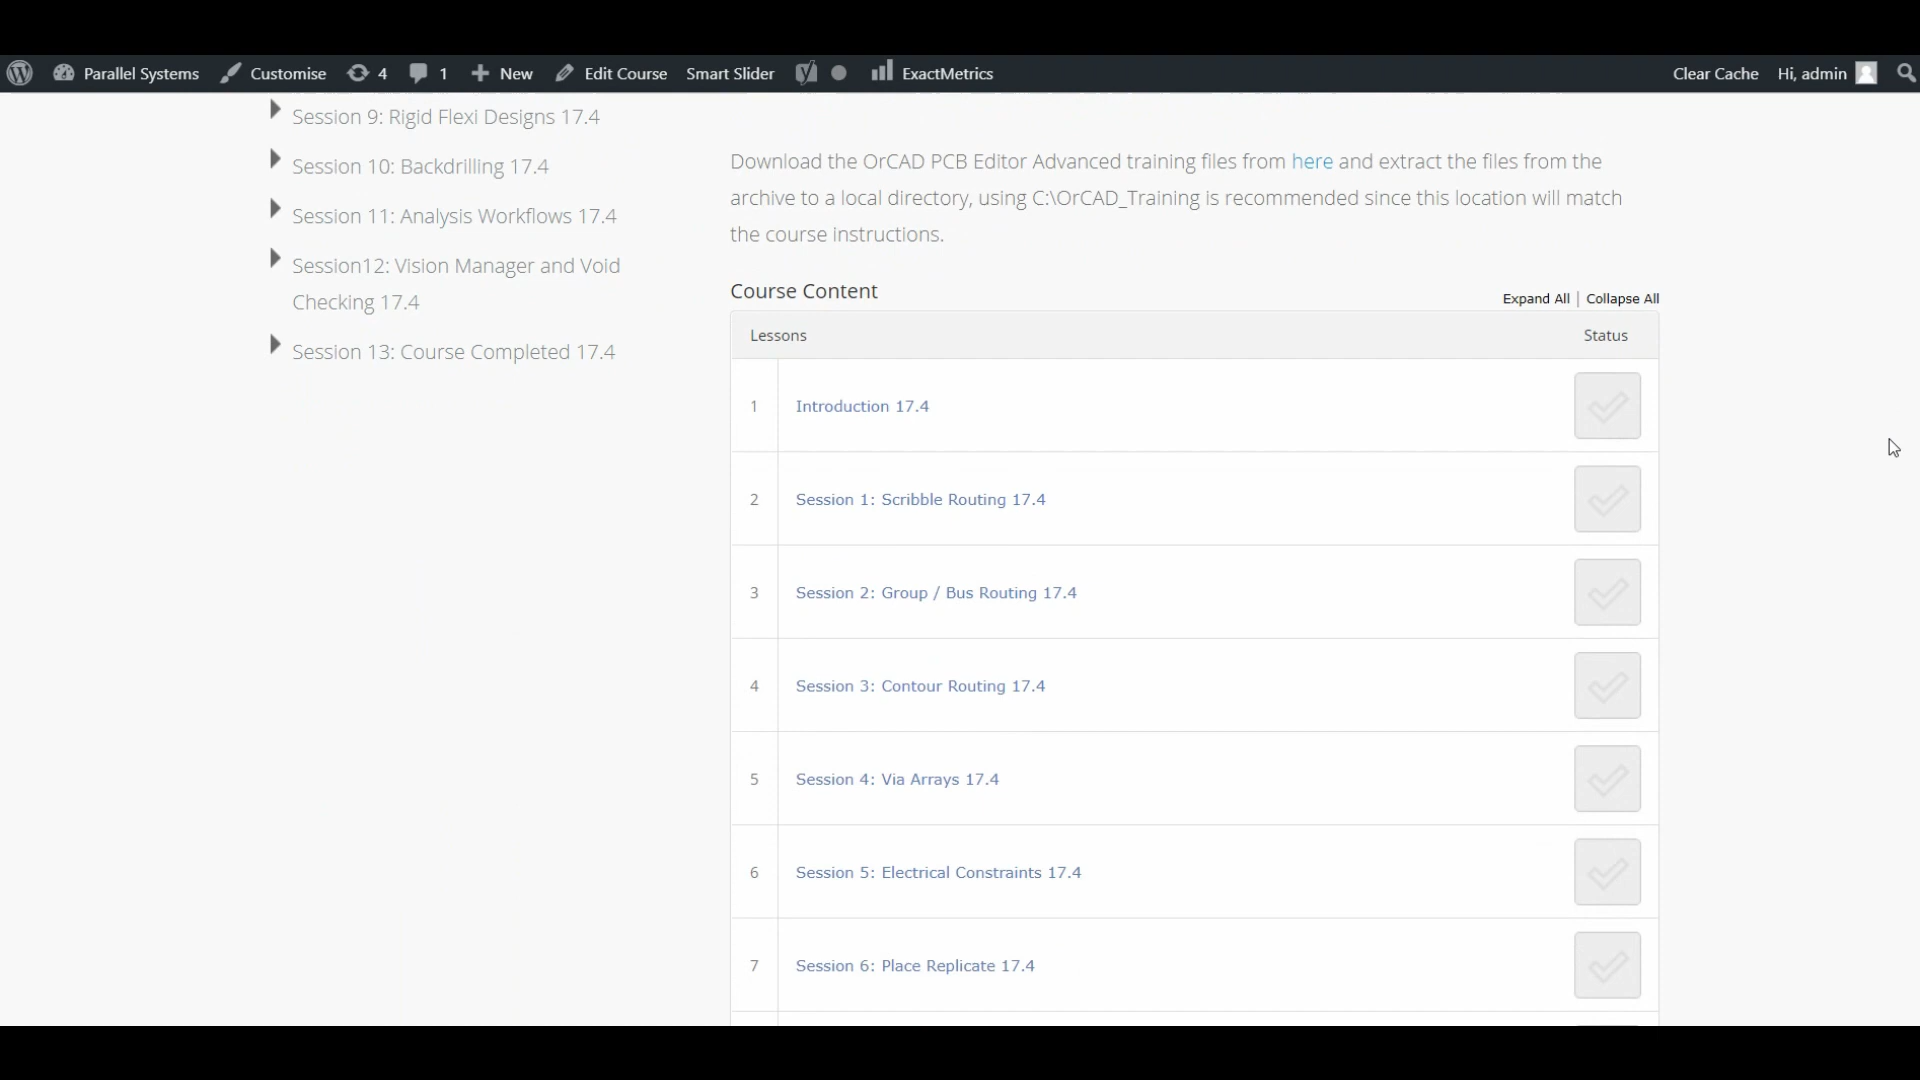 Parallel Systems Customise 4 1 New Edit Course Smart Slider ExactMetrics Clear Cache Hi, admin
Session 9: Rigid Flexi Designs 17.4
Session 10: Backdrilling 17.4
Session 11: Analysis Workflows 17.4
Session12: Vision Manager and Void
Checking 17.4
Session 13: Course Completed 17.4
Download the OrCAD PCB Editor Advanced training files from here and extract the files from the
archive to a local directory, using C:\OrCAD_Training is recommended since this location will match
the course instructions.
Course Content
Expand All | Collapse All
Lessons Status
1 Introduction 17.4
2 Session 1: Scribble Routing 17.4
3 Session 2: Group / Bus Routing 17.4
4 Session 3: Contour Routing 17.4
5 Session 4: Via Arrays 17.4
6 Session 5: Electrical Constraints 17.4
7 Session 6: Place Replicate 17.4